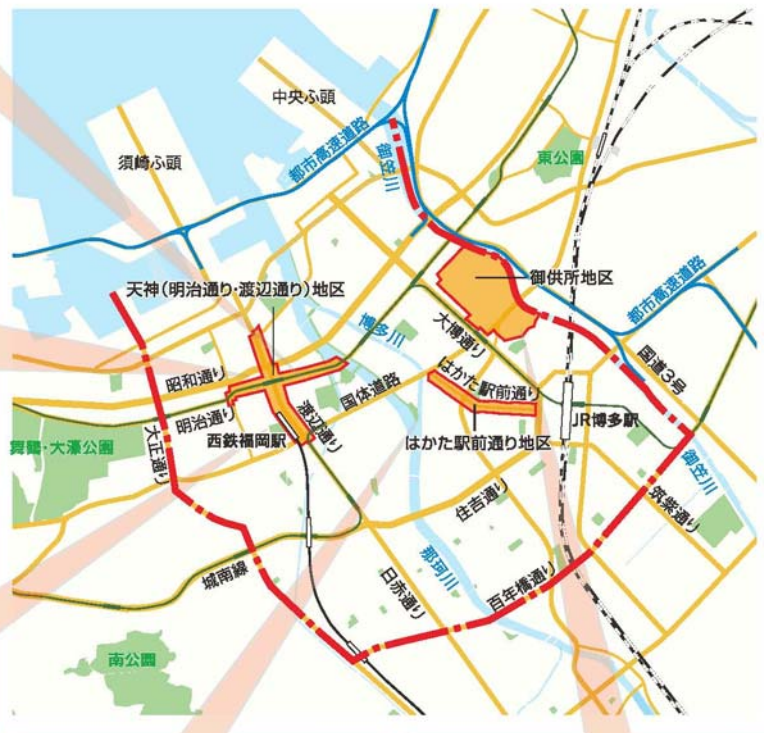 中央ふ頭
須崎ふ頭
都市高速道路
御笠川
東公園
御供所地区
天神(明治通り・渡辺通り)地区
都市高速道路
博多川
大博通り
国道3号
昭和通り
国体道路
はかた駅前通り
明治通り
渡辺通り
JR博多駅
西鉄福岡駅
はかた駅前通り地区
舞鶴・大濠公園
大正通り
御笠川
住吉通り
筑紫通り
城南線
那珂川
日赤通り
百年橋通り
南公園